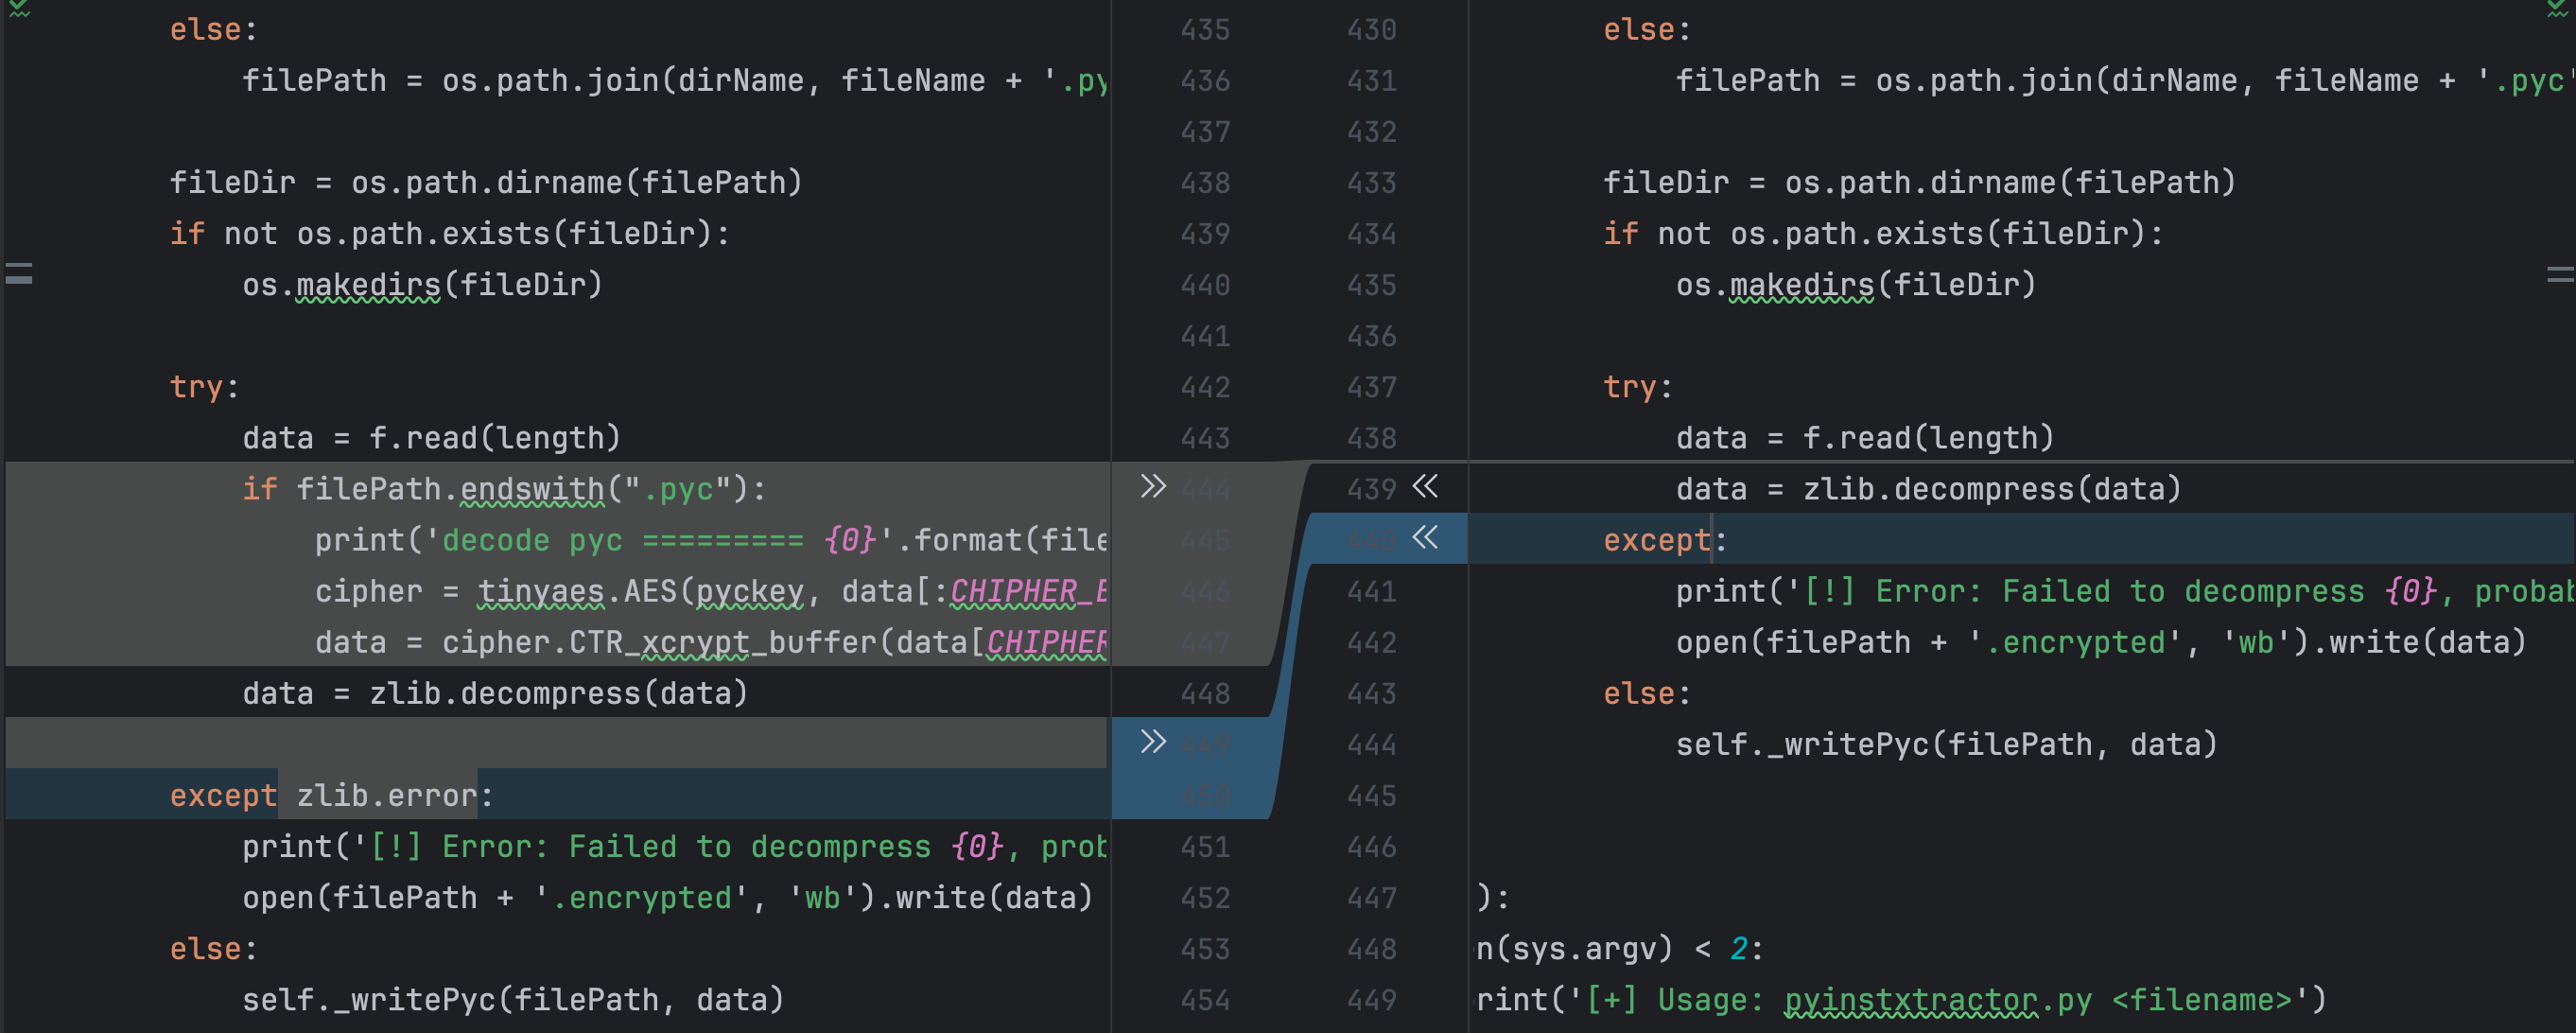 else:
filePath = os.path.join(dirName, fileName + '.py
fileDir = os.path.dirname(filePath)
if not os.path.exists(fileDir):
os.makedirs(fileDir)
try:
data = f.read(length)
if filePath.endswith(".pyc"):
print('decode pyc ========= {0}'.format(file
cipher = tinyaes.AES(pyckey, data[:CHIPHER_B
data = cipher.CTR_xcrypt_buffer(data[CHIPHER
data = zlib.decompress(data)
except zlib.error:
print('[!] Error: Failed to decompress {0}, prob
open(filePath + '.encrypted', 'wb').write(data)
else:
self._writePyc(filePath, data)
435 430
436 431
437 432
438 433
439 434
440 435
441 436
442 437
443 438
444 439
445 440
446 441
447 442
448 443
449 444
450 445
451 446
452 447
453 448
454 449
else:
filePath = os.path.join(dirName, fileName + '.pyc'
fileDir = os.path.dirname(filePath)
if not os.path.exists(fileDir):
os.makedirs(fileDir)
try:
data = f.read(length)
data = zlib.decompress(data)
except:
print('[!] Error: Failed to decompress {0}, probab
open(filePath + '.encrypted', 'wb').write(data)
else:
self._writePyc(filePath, data)
):
n(sys.argv) < 2:
rint('[+] Usage: pyinstxtractor.py <filename>')